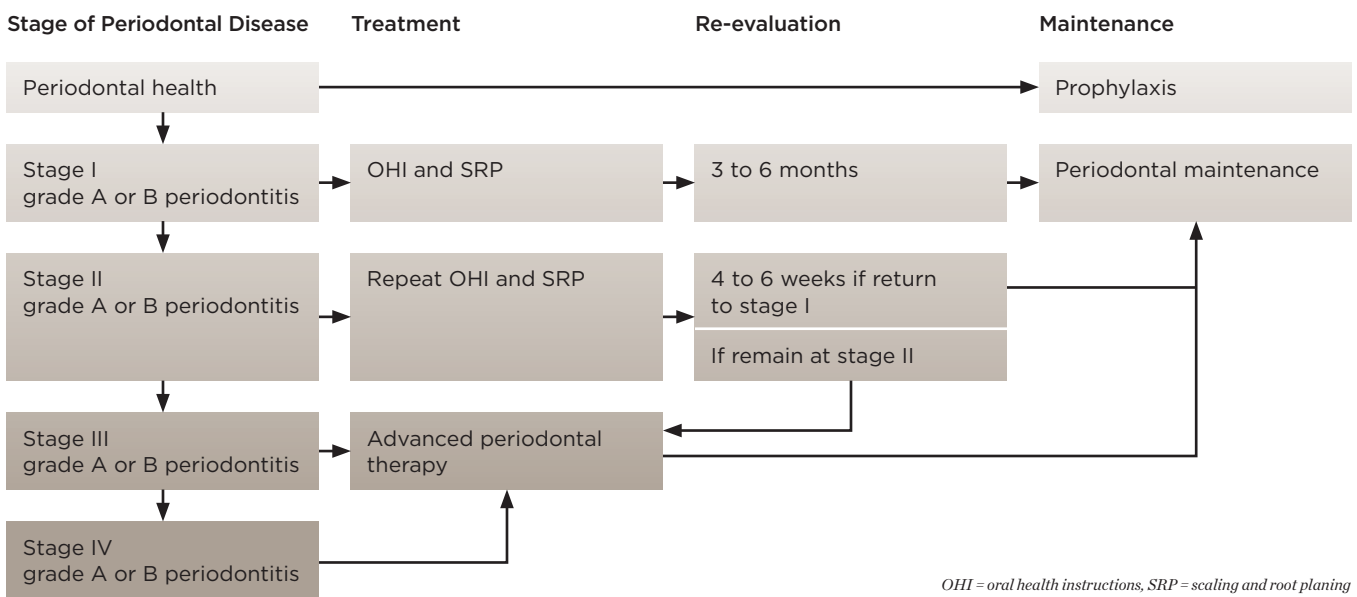 Stage of Periodontal Disease
Treatment
Re-evaluation
Maintenance
Periodontal health
Prophylaxis
Stage I
grade A or B periodontitis
OHI and SRP
3 to 6 months
Periodontal maintenance
Stage II
grade A or B periodontitis
Repeat OHI and SRP
4 to 6 weeks if return
to stage I
If remain at stage II
Stage III
grade A or B periodontitis
Advanced periodontal
therapy
Stage IV
grade A or B periodontitis
OHI = oral health instructions, SRP = scaling and root planing